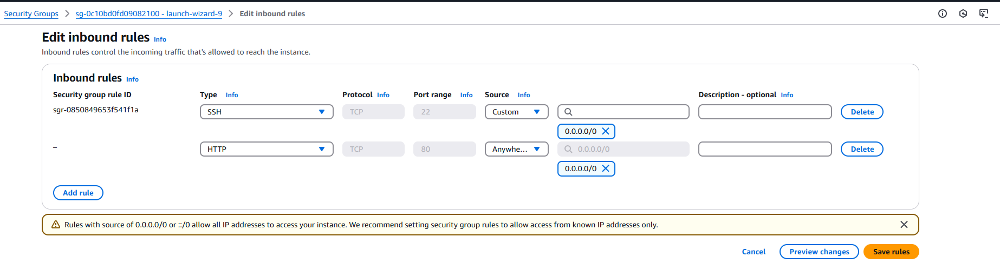 Security Groups > sg-0c10bd0fd09082100 - launch-wizard-9 > Edit inbound rules
Edit inbound rules Info
Inbound rules control the incoming traffic that's allowed to reach the instance.
Inbound rules Info
Security group rule ID Type Info Protocol Info Port range Info Source Info Description - optional Info
sgr-0850849653f541f1a SSH TCP 22 Custom Delete
0.0.0.0/0
– HTTP TCP 80 Anywhe... 0.0.0.0/0 Delete
0.0.0.0/0
Add rule
Rules with source of 0.0.0.0/0 or ::/0 allow all IP addresses to access your instance. We recommend setting security group rules to allow access from known IP addresses only.
Cancel Preview changes Save rules